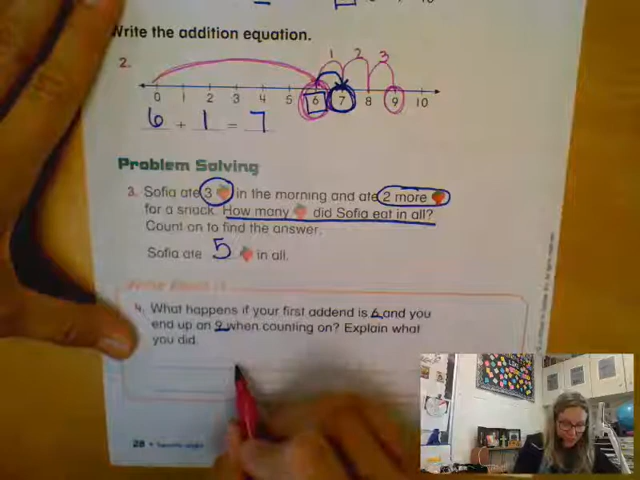 Write the addition equation.
1 2 3
2.
0 1 2 3 4 5 6 7 8 9 10
6 + 1 = 7
Problem Solving
3. Sofia ate 3 in the morning and ate 2 more
for a snack. How many did Sofia eat in all?
Count on to find the answer.
Sofia ate 5 in all.
Write About It
4. What happens if your first addend is 6 and you
end up on 9 when counting on? Explain what
you did.
28